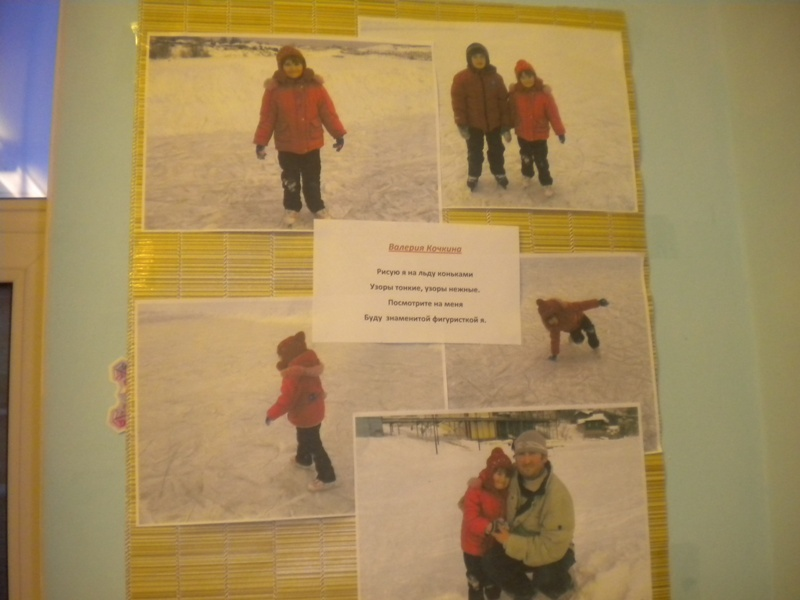 Валерия Кочкина
Рисую я на льду коньками
Узоры тонкие, узоры нежные.
Посмотрите на меня
Буду знаменитой фигуристкой я.